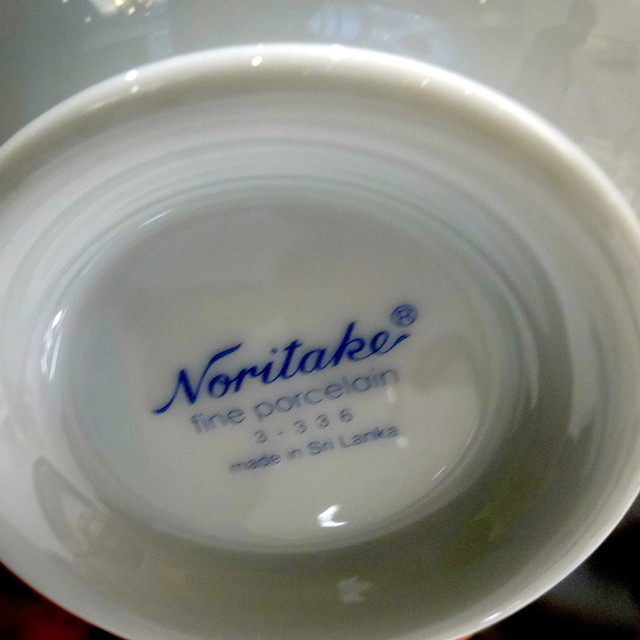 Noritake®
fine porcelain
3-336
made in Sri Lanka